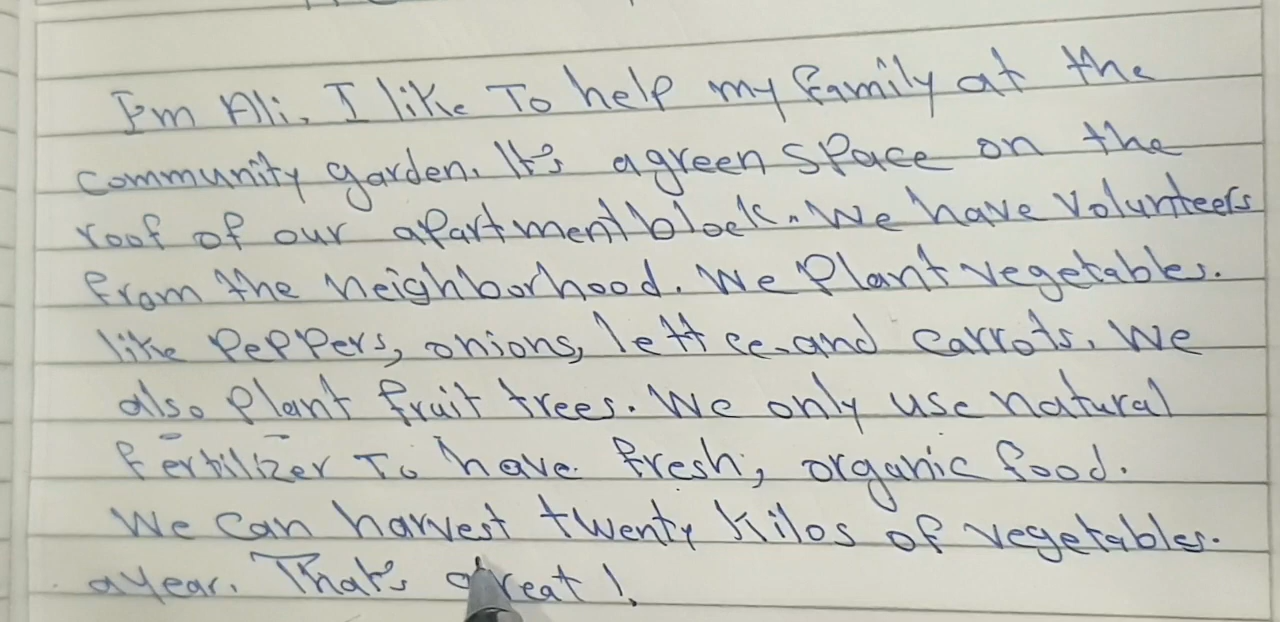 I'm Ali. I like To help my family at the
community garden. It's a green space on the
roof of our apartment block. We have volunteers
from the neighborhood. We plant vegetables.
like peppers, onions, lettce and carrots. We
also plant fruit trees. We only use natural
fertilizer To have fresh, organic food.
We can harvest twenty kilos of vegetables.
a year. That's great!